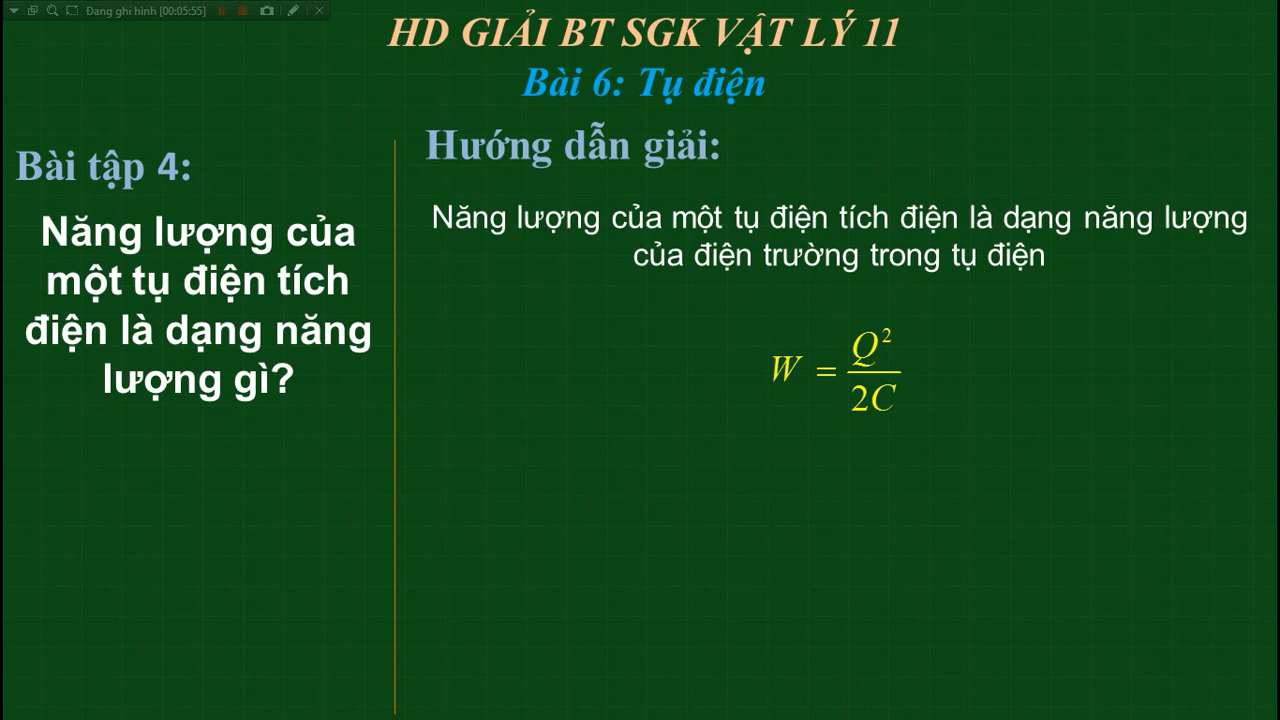 Đang ghi hình [00:05:55]
HD GIẢI BT SGK VẬT LÝ 11
Bài 6: Tụ điện
Bài tập 4:
Năng lượng của
một tụ điện tích
điện là dạng năng
lượng gì?
Hướng dẫn giải:
Năng lượng của một tụ điện tích điện là dạng năng lượng
của điện trường trong tụ điện
W = Q²/2C